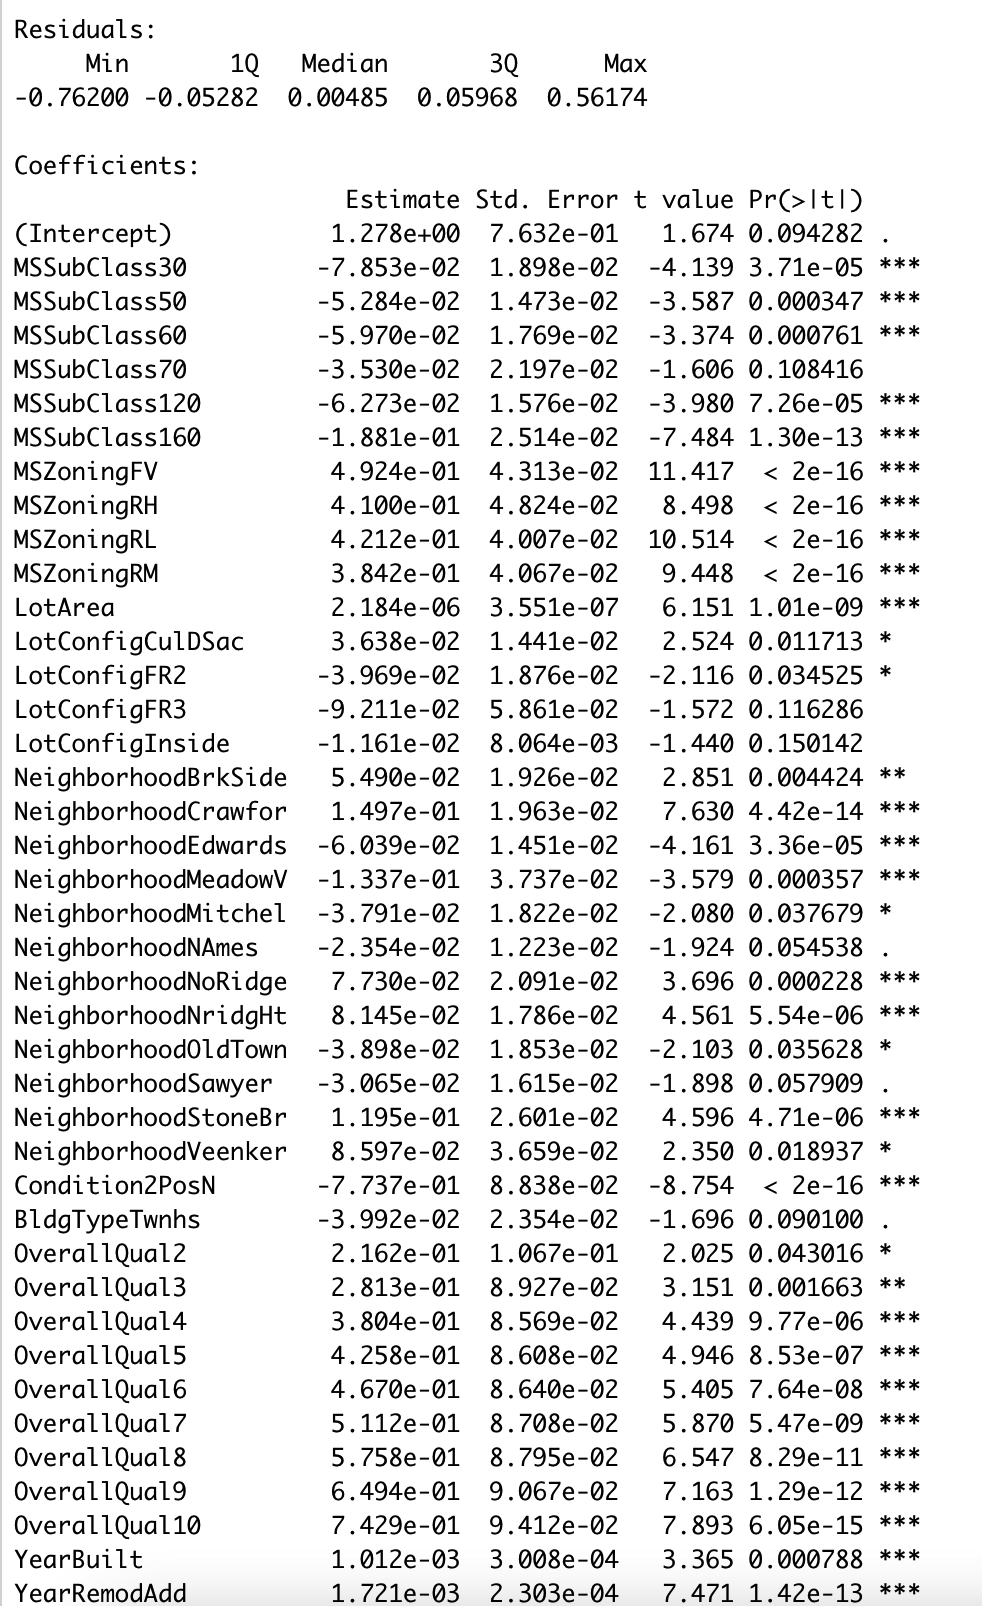 Residuals:
     Min       1Q   Median       3Q      Max
-0.76200 -0.05282  0.00485  0.05968  0.56174
Coefficients:
                      Estimate Std. Error t value Pr(>|t|)
(Intercept)          1.278e+00  7.632e-01   1.674 0.094282 .
MSSubClass30        -7.853e-02  1.898e-02  -4.139 3.71e-05 ***
MSSubClass50        -5.284e-02  1.473e-02  -3.587 0.000347 ***
MSSubClass60        -5.970e-02  1.769e-02  -3.374 0.000761 ***
MSSubClass70        -3.530e-02  2.197e-02  -1.606 0.108416
MSSubClass120       -6.273e-02  1.576e-02  -3.980 7.26e-05 ***
MSSubClass160       -1.881e-01  2.514e-02  -7.484 1.30e-13 ***
MSZoningFV           4.924e-01  4.313e-02  11.417  < 2e-16 ***
MSZoningRH           4.100e-01  4.824e-02   8.498  < 2e-16 ***
MSZoningRL           4.212e-01  4.007e-02  10.514  < 2e-16 ***
MSZoningRM           3.842e-01  4.067e-02   9.448  < 2e-16 ***
LotArea              2.184e-06  3.551e-07   6.151 1.01e-09 ***
LotConfigCulDSac     3.638e-02  1.441e-02   2.524 0.011713 *
LotConfigFR2        -3.969e-02  1.876e-02  -2.116 0.034525 *
LotConfigFR3        -9.211e-02  5.861e-02  -1.572 0.116286
LotConfigInside     -1.161e-02  8.064e-03  -1.440 0.150142
NeighborhoodBrkSide  5.490e-02  1.926e-02   2.851 0.004424 **
NeighborhoodCrawfor  1.497e-01  1.963e-02   7.630 4.42e-14 ***
NeighborhoodEdwards -6.039e-02  1.451e-02  -4.161 3.36e-05 ***
NeighborhoodMeadowV -1.337e-01  3.737e-02  -3.579 0.000357 ***
NeighborhoodMitchel -3.791e-02  1.822e-02  -2.080 0.037679 *
NeighborhoodNAmes   -2.354e-02  1.223e-02  -1.924 0.054538 .
NeighborhoodNoRidge  7.730e-02  2.091e-02   3.696 0.000228 ***
NeighborhoodNridgHt  8.145e-02  1.786e-02   4.561 5.54e-06 ***
NeighborhoodOldTown -3.898e-02  1.853e-02  -2.103 0.035628 *
NeighborhoodSawyer  -3.065e-02  1.615e-02  -1.898 0.057909 .
NeighborhoodStoneBr  1.195e-01  2.601e-02   4.596 4.71e-06 ***
NeighborhoodVeenker  8.597e-02  3.659e-02   2.350 0.018937 *
Condition2PosN      -7.737e-01  8.838e-02  -8.754  < 2e-16 ***
BldgTypeTwnhs       -3.992e-02  2.354e-02  -1.696 0.090100 .
OverallQual2         2.162e-01  1.067e-01   2.025 0.043016 *
OverallQual3         2.813e-01  8.927e-02   3.151 0.001663 **
OverallQual4         3.804e-01  8.569e-02   4.439 9.77e-06 ***
OverallQual5         4.258e-01  8.608e-02   4.946 8.53e-07 ***
OverallQual6         4.670e-01  8.640e-02   5.405 7.64e-08 ***
OverallQual7         5.112e-01  8.708e-02   5.870 5.47e-09 ***
OverallQual8         5.758e-01  8.795e-02   6.547 8.29e-11 ***
OverallQual9         6.494e-01  9.067e-02   7.163 1.29e-12 ***
OverallQual10        7.429e-01  9.412e-02   7.893 6.05e-15 ***
YearBuilt            1.012e-03  3.008e-04   3.365 0.000788 ***
YearRemodAdd         1.721e-03  2.303e-04   7.471 1.42e-13 ***